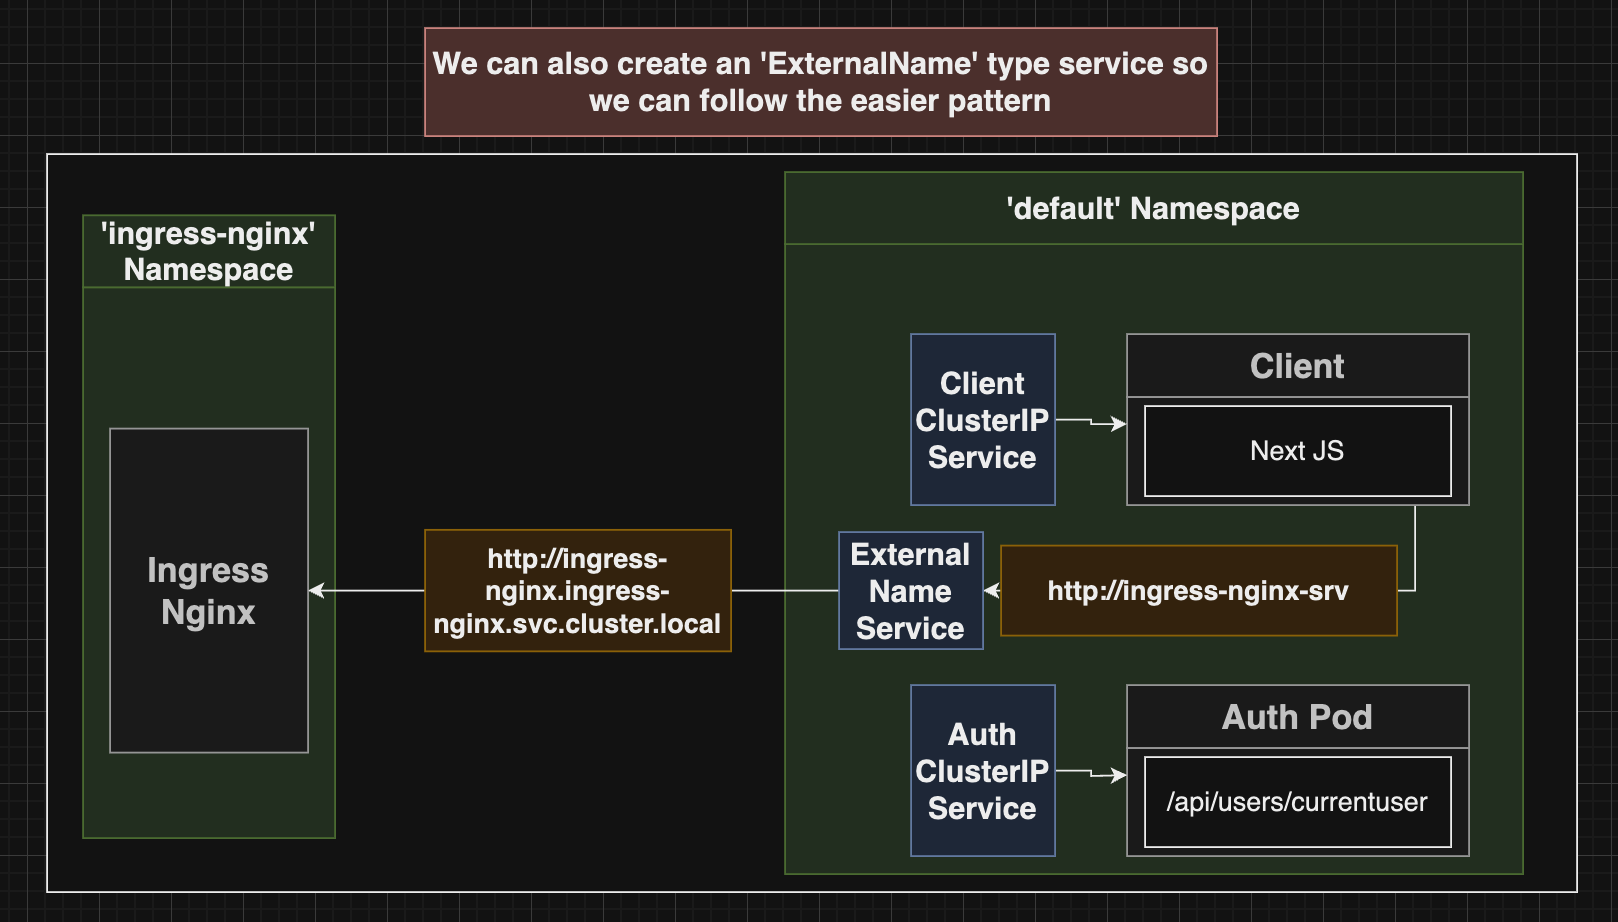 We can also create an 'ExternalName' type service so
we can follow the easier pattern
'default' Namespace
'ingress-nginx'
Namespace
Client
ClusterIP
Service
Client
Next JS
Ingress
Nginx
http://ingress-
nginx.ingress-
nginx.svc.cluster.local
External
Name
Service
http://ingress-nginx-srv
Auth
ClusterIP
Service
Auth Pod
/api/users/currentuser